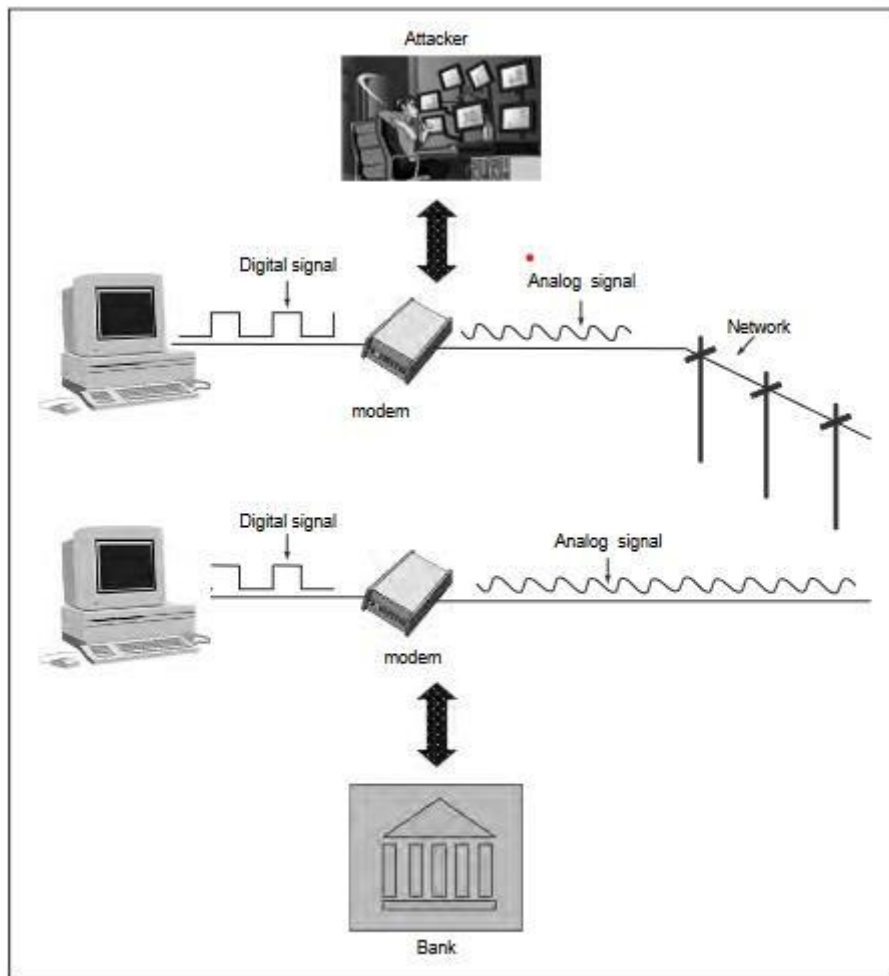 Attacker
Digital signal
Analog signal
Network
modem
Digital signal
Analog signal
modem
Bank